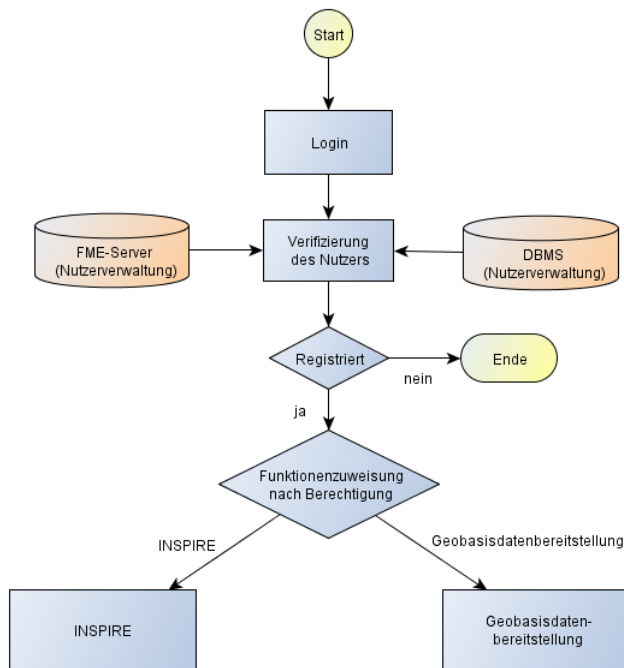 Start
Login
FME-Server
(Nutzerverwaltung)
Verifizierung
des Nutzers
DBMS
(Nutzerverwaltung)
Registriert
nein
Ende
ja
Funktionenzuweisung
nach Berechtigung
INSPIRE
Geobasisdatenbereitstellung
INSPIRE
Geobasisdaten-
bereitstellung